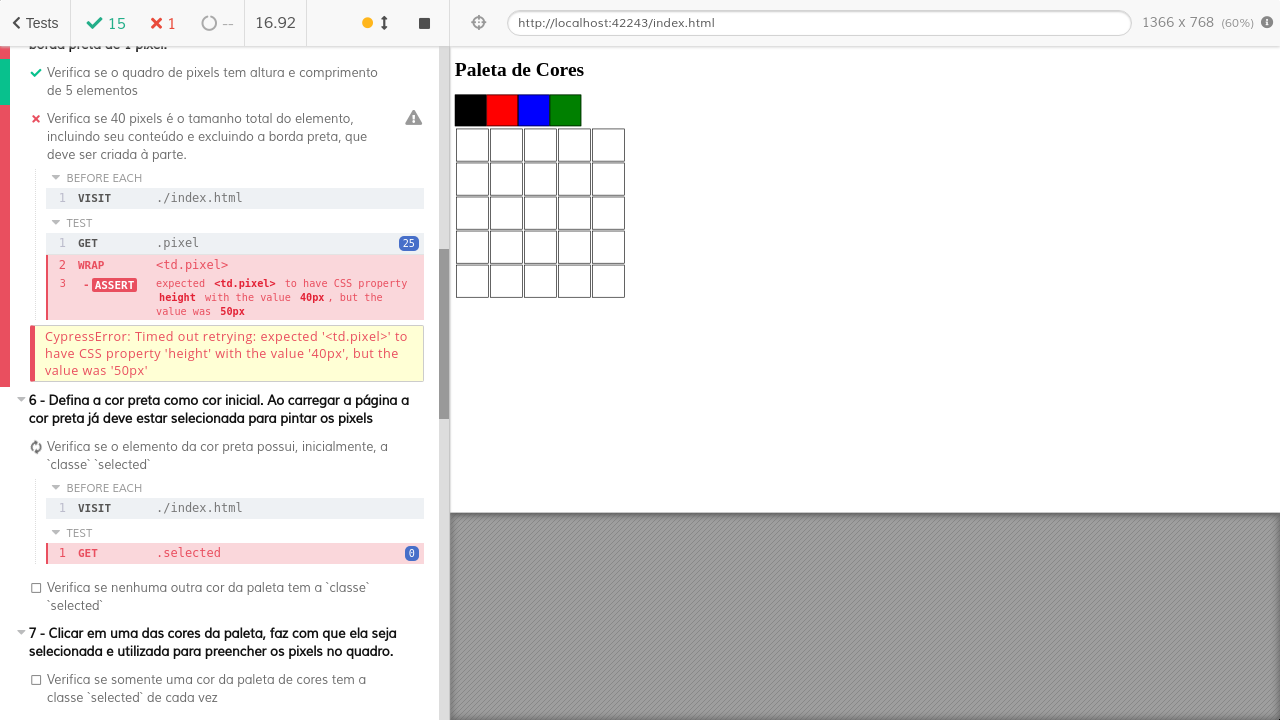 Tests 15 1 -- 16.92 http://localhost:42243/index.html 1366 x 768 (60%)
borda preta de 1 pixel.
Verifica se o quadro de pixels tem altura e comprimento
de 5 elementos
Verifica se 40 pixels é o tamanho total do elemento,
incluindo seu conteúdo e excluindo a borda preta, que
deve ser criada à parte.
BEFORE EACH
1 VISIT ./index.html
TEST
1 GET .pixel 25
2 WRAP <td.pixel>
3 - ASSERT expected <td.pixel> to have CSS property
height with the value 40px, but the
value was 50px
CypressError: Timed out retrying: expected '<td.pixel>' to
have CSS property 'height' with the value '40px', but the
value was '50px'
6 - Defina a cor preta como cor inicial. Ao carregar a página a
cor preta já deve estar selecionada para pintar os pixels
Verifica se o elemento da cor preta possui, inicialmente, a
`classe` `selected`
BEFORE EACH
1 VISIT ./index.html
TEST
1 GET .selected 0
Verifica se nenhuma outra cor da paleta tem a `classe`
`selected`
7 - Clicar em uma das cores da paleta, faz com que ela seja
selecionada e utilizada para preencher os pixels no quadro.
Verifica se somente uma cor da paleta de cores tem a
classe `selected` de cada vez
Paleta de Cores